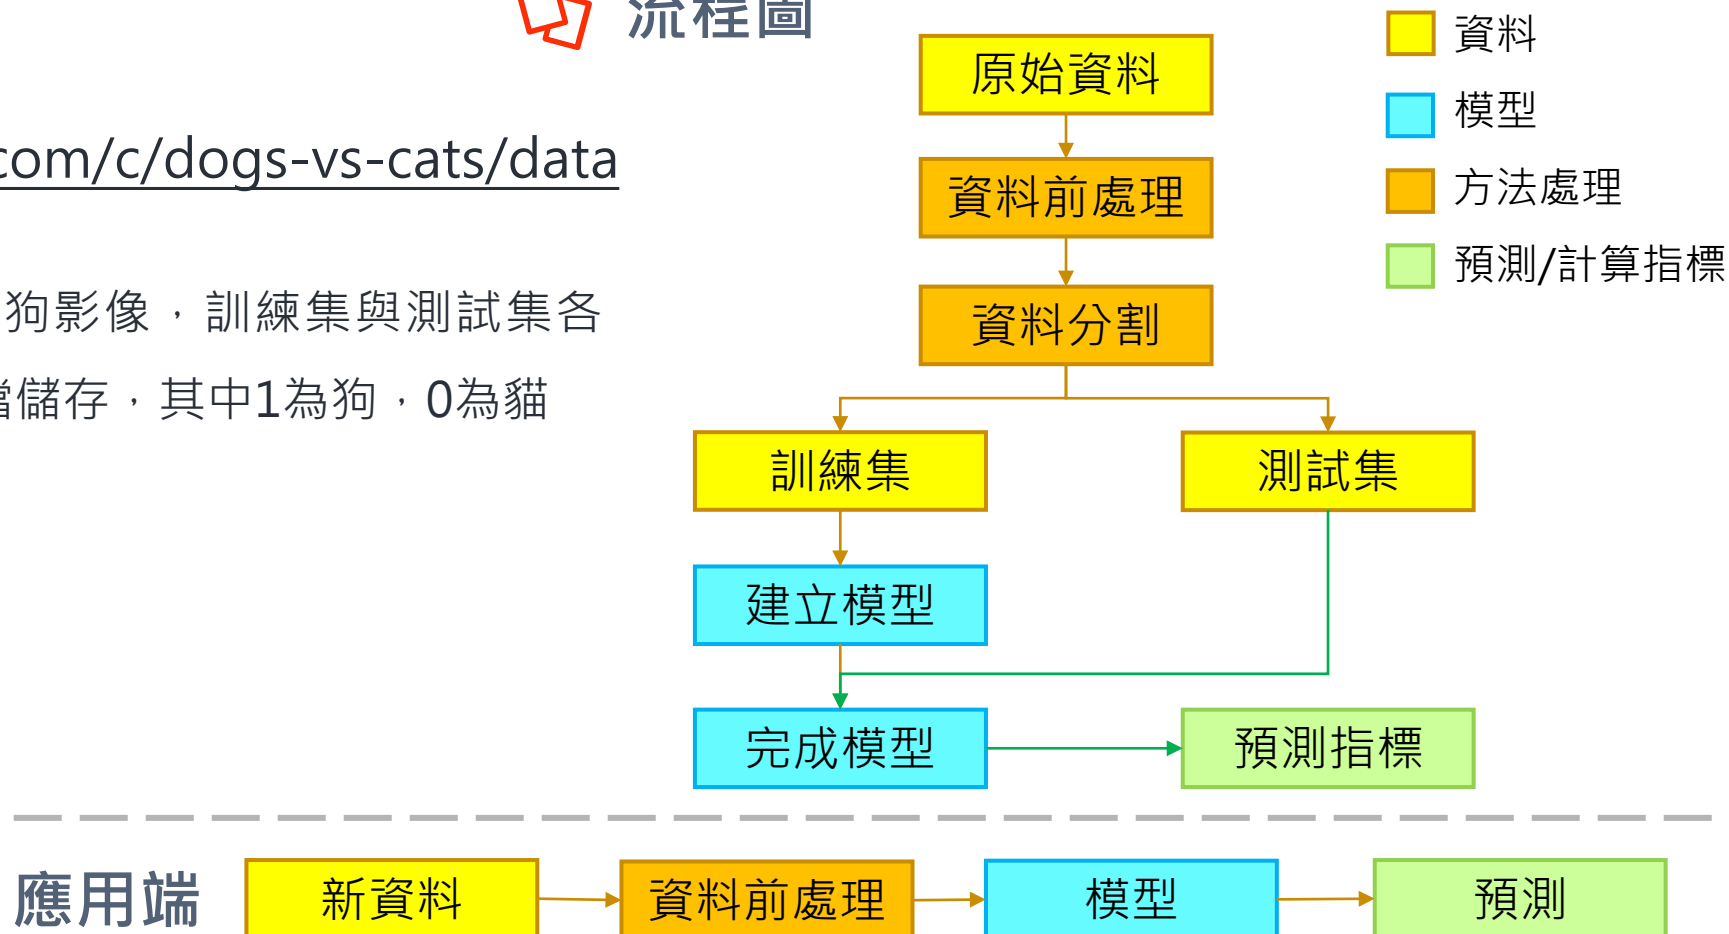 流程圖
com/c/dogs-vs-cats/data
狗影像，訓練集與測試集各
儲存，其中1為狗，0為貓
原始資料
資料前處理
資料分割
訓練集
測試集
建立模型
完成模型
預測指標
資料
模型
方法處理
預測/計算指標
應用端
新資料
資料前處理
模型
預測